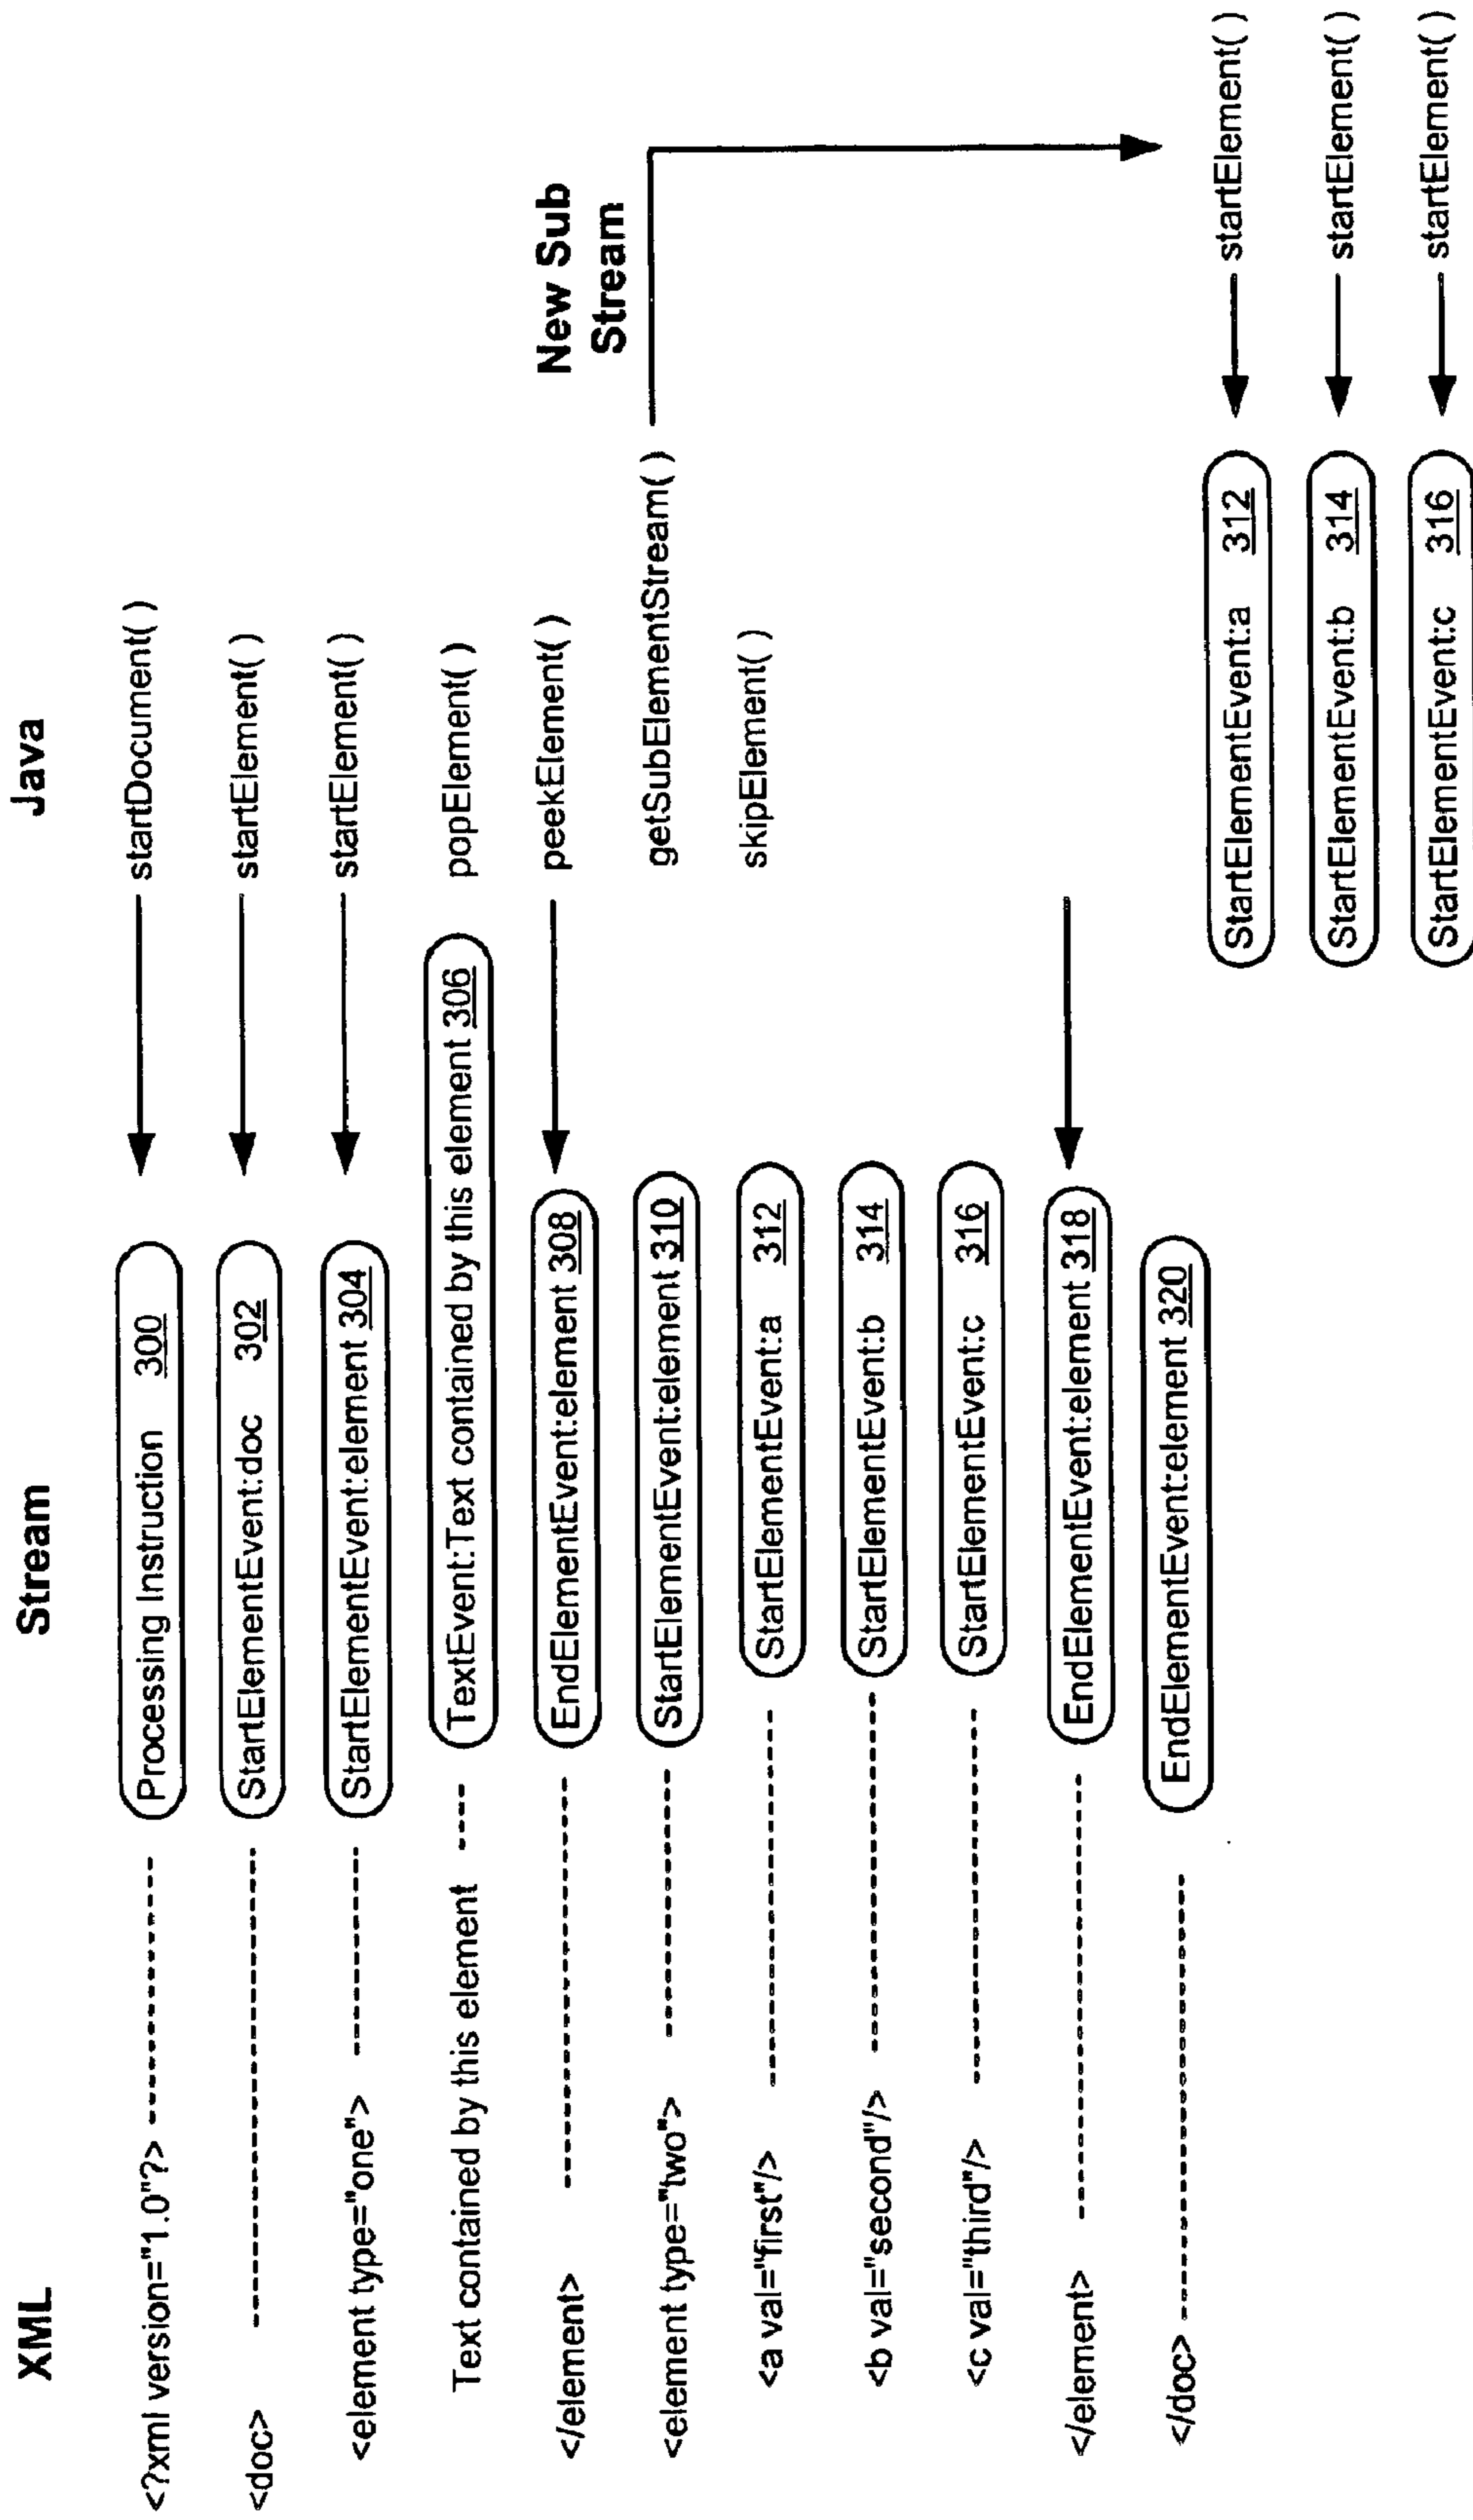 XML Stream Java
<?xml version="1.0"?> Processing Instruction 300 startDocument( )
<doc> StartElementEvent:doc 302 startElement( )
<element type="one"> StartElementEvent:element 304 startElement( )
Text contained by this element TextEvent:Text contained by this element 306 popElement( )
</element> EndElementEvent:element 308 peekElement( )
New Sub
Stream
<element type="two"> StartElementEvent:element 310 getSubElementStream( )
<a val="first"/> StartElementEvent:a 312 skipElement( )
<b val="second"/> StartElementEvent:b 314
<c val="third"/> StartElementEvent:c 316
</element> EndElementEvent:element 318
</doc> EndElementEvent:element 320
StartElementEvent:a 312 startElement( )
StartElementEvent:b 314 startElement( )
StartElementEvent:c 316 startElement( )